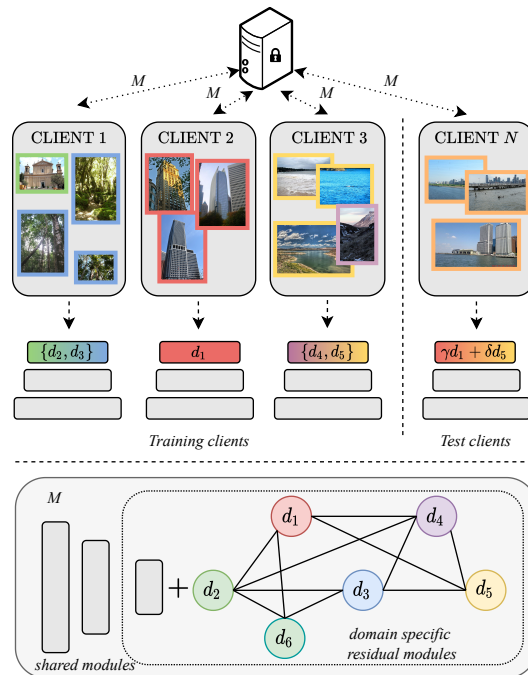 M
M
M
M
CLIENT 1
CLIENT 2
CLIENT 3
CLIENT N
{d₂, d₃}
d₁
{d₄, d₅}
γd₁ + δd₅
Training clients
Test clients
M
d₁
d₄
+
d₂
d₃
d₅
d₆
domain specific
residual modules
shared modules